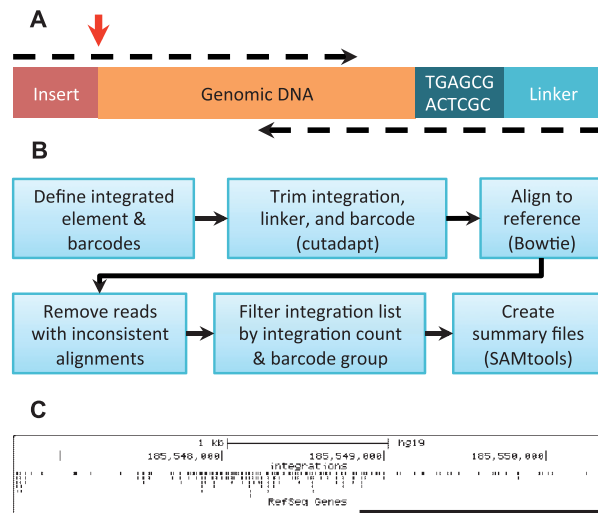 A
Insert
Genomic DNA
TGAGCG
ACTCGC
Linker
B
Define integrated
element &
barcodes
Trim integration,
linker, and barcode
(cutadapt)
Align to
reference
(Bowtie)
Remove reads
with inconsistent
alignments
Filter integration list
by integration count
& barcode group
Create
summary files
(SAMtools)
C
1 kb hg19
185,548,000 185,549,000 185,550,000
integrations
RefSeq Genes